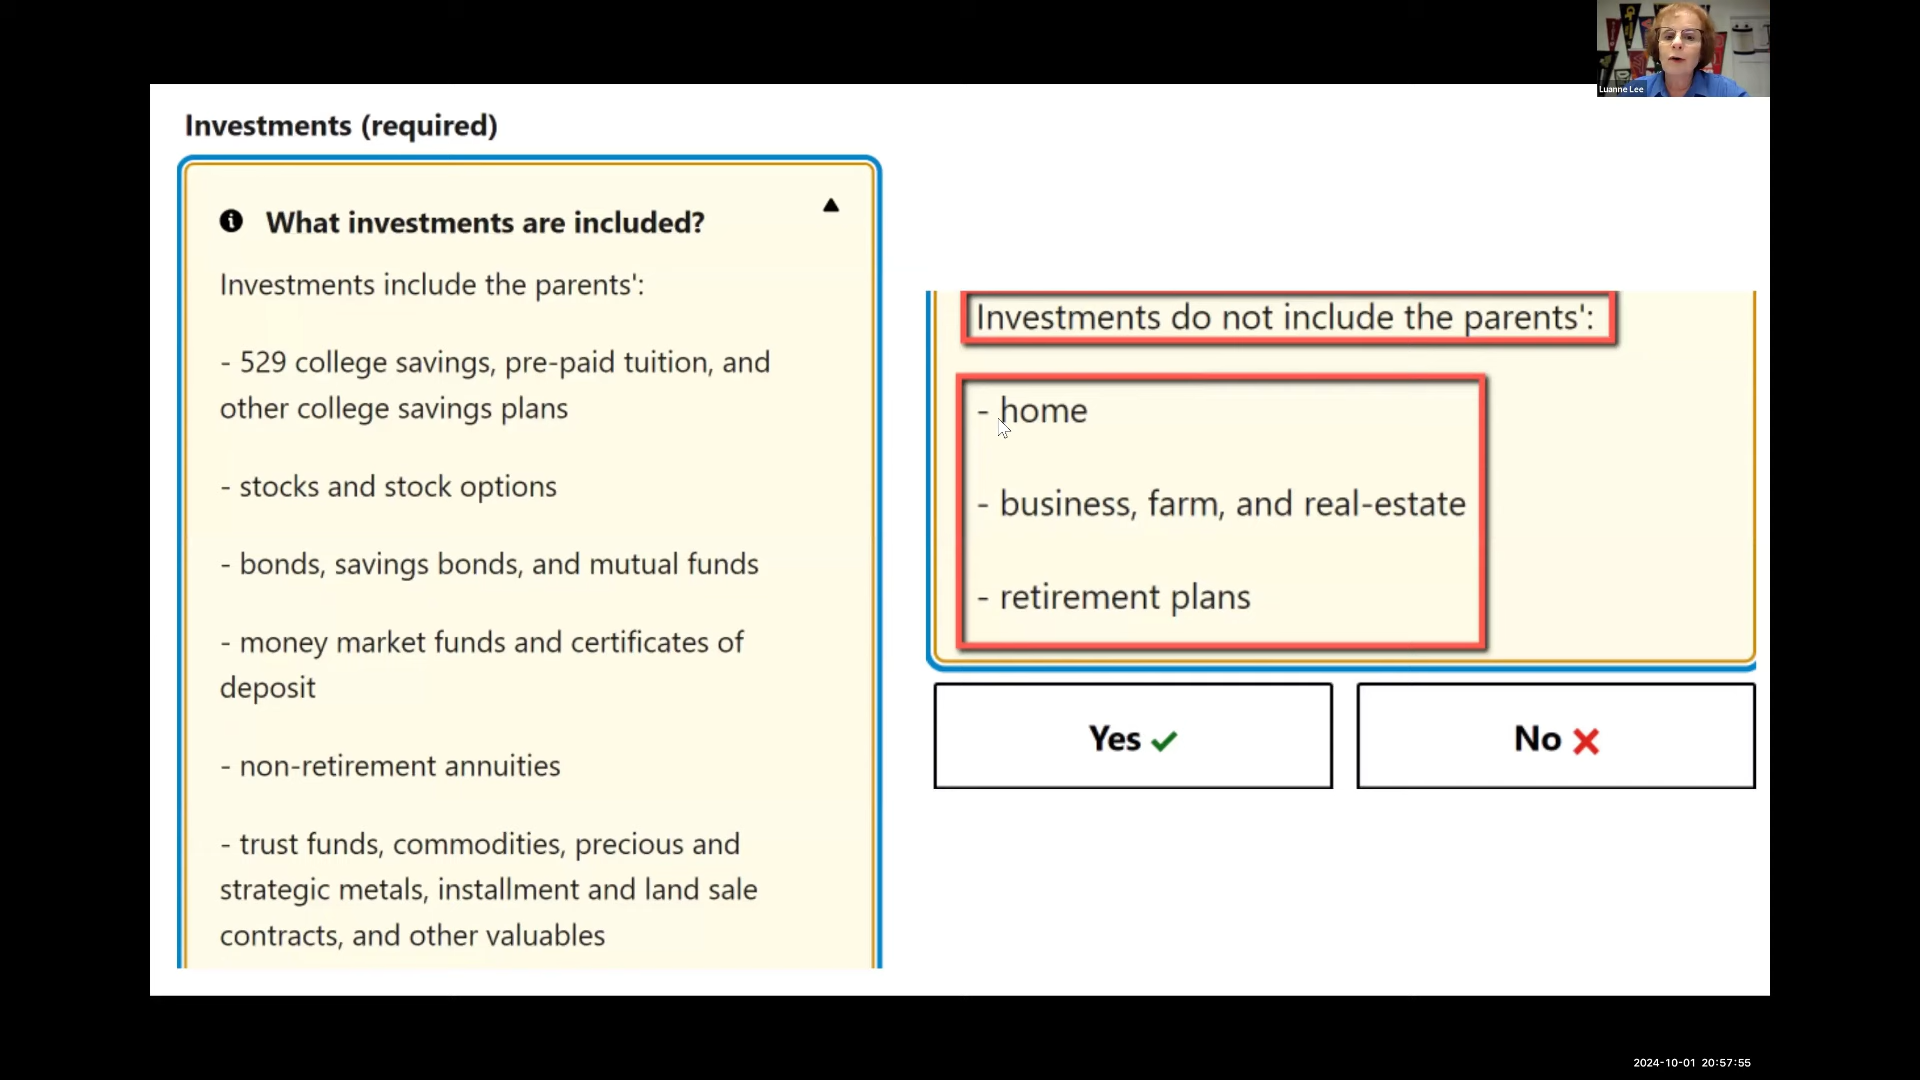 Luanne Lee
Investments (required)
What investments are included?
Investments include the parents':
- 529 college savings, pre-paid tuition, and
other college savings plans
- stocks and stock options
- bonds, savings bonds, and mutual funds
- money market funds and certificates of
deposit
- non-retirement annuities
- trust funds, commodities, precious and
strategic metals, installment and land sale
contracts, and other valuables
Investments do not include the parents':
- home
- business, farm, and real-estate
- retirement plans
Yes
No
2024-10-01 20:57:55